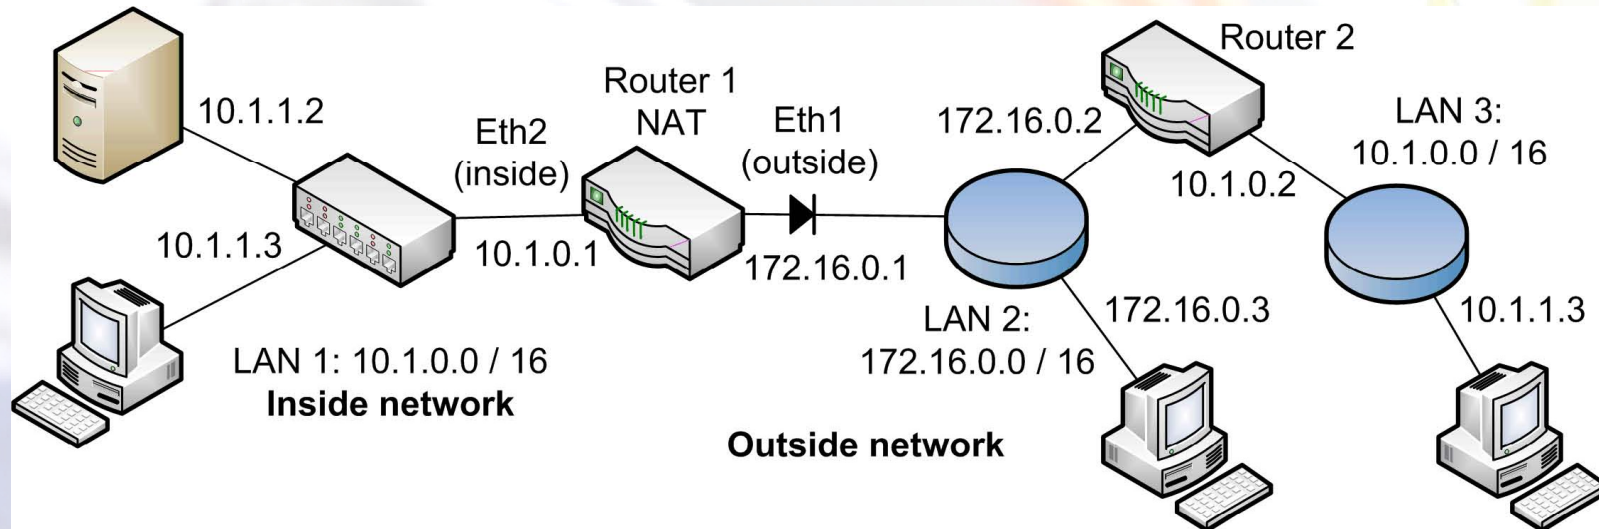 10.1.1.2
10.1.1.3
LAN 1: 10.1.0.0 / 16
Inside network
Eth2
(inside)
10.1.0.1
Router 1
NAT
Eth1
(outside)
172.16.0.1
172.16.0.2
Router 2
10.1.0.2
LAN 3:
10.1.0.0 / 16
LAN 2:
172.16.0.0 / 16
172.16.0.3
10.1.1.3
Outside network